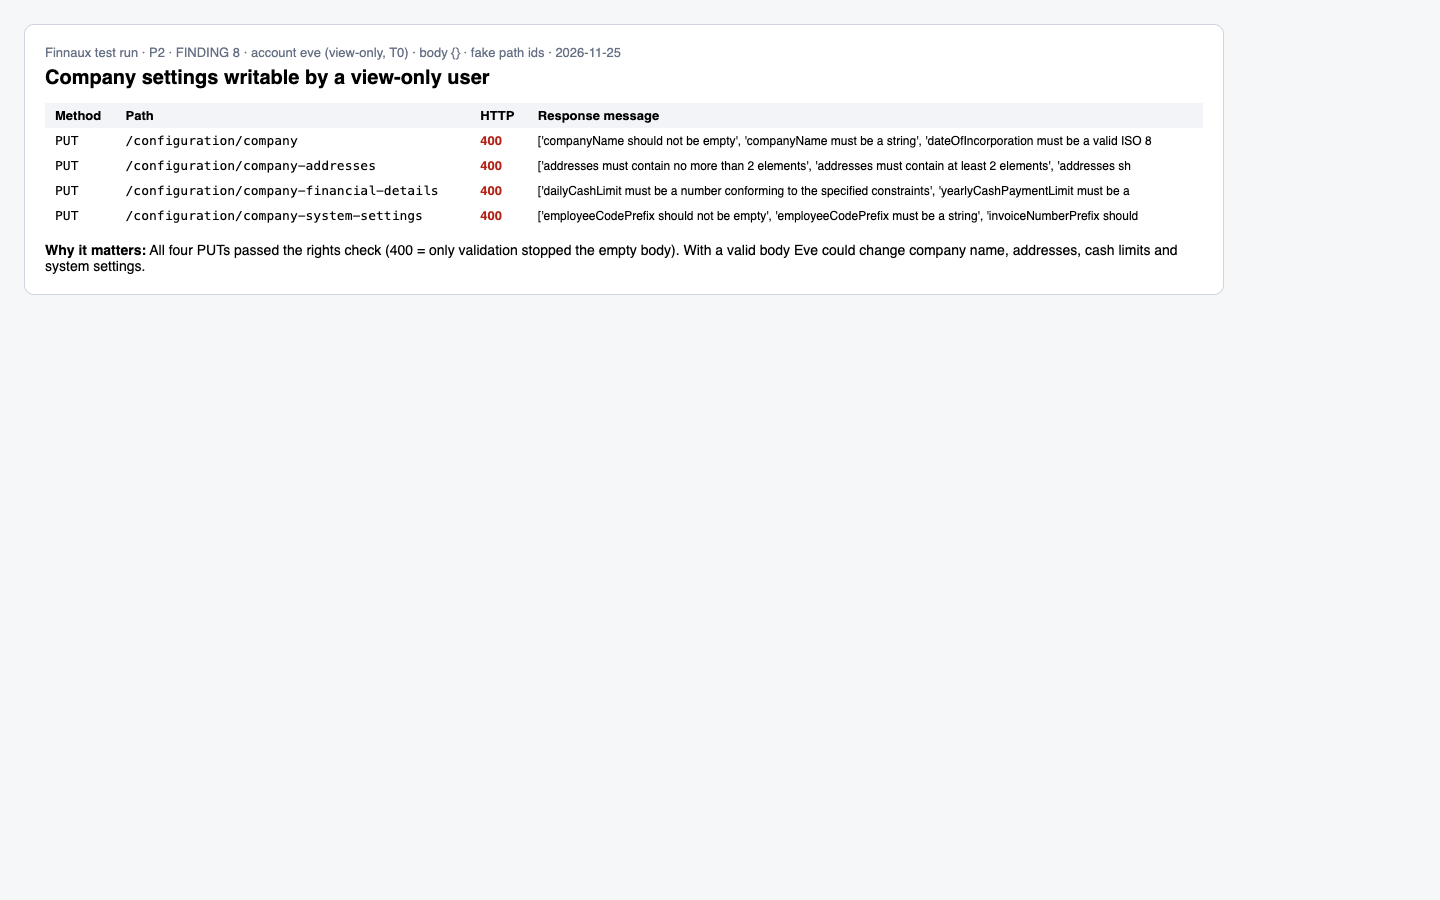 Finnaux test run · P2 · FINDING 8 · account eve (view-only, T0) · body {} · fake path ids · 2026-11-25
Company settings writable by a view-only user
Method Path HTTP Response message
PUT /configuration/company 400 ['companyName should not be empty', 'companyName must be a string', 'dateOfIncorporation must be a valid ISO 8
PUT /configuration/company-addresses 400 ['addresses must contain no more than 2 elements', 'addresses must contain at least 2 elements', 'addresses sh
PUT /configuration/company-financial-details 400 ['dailyCashLimit must be a number conforming to the specified constraints', 'yearlyCashPaymentLimit must be a
PUT /configuration/company-system-settings 400 ['employeeCodePrefix should not be empty', 'employeeCodePrefix must be a string', 'invoiceNumberPrefix should
Why it matters: All four PUTs passed the rights check (400 = only validation stopped the empty body). With a valid body Eve could change company name, addresses, cash limits and
system settings.